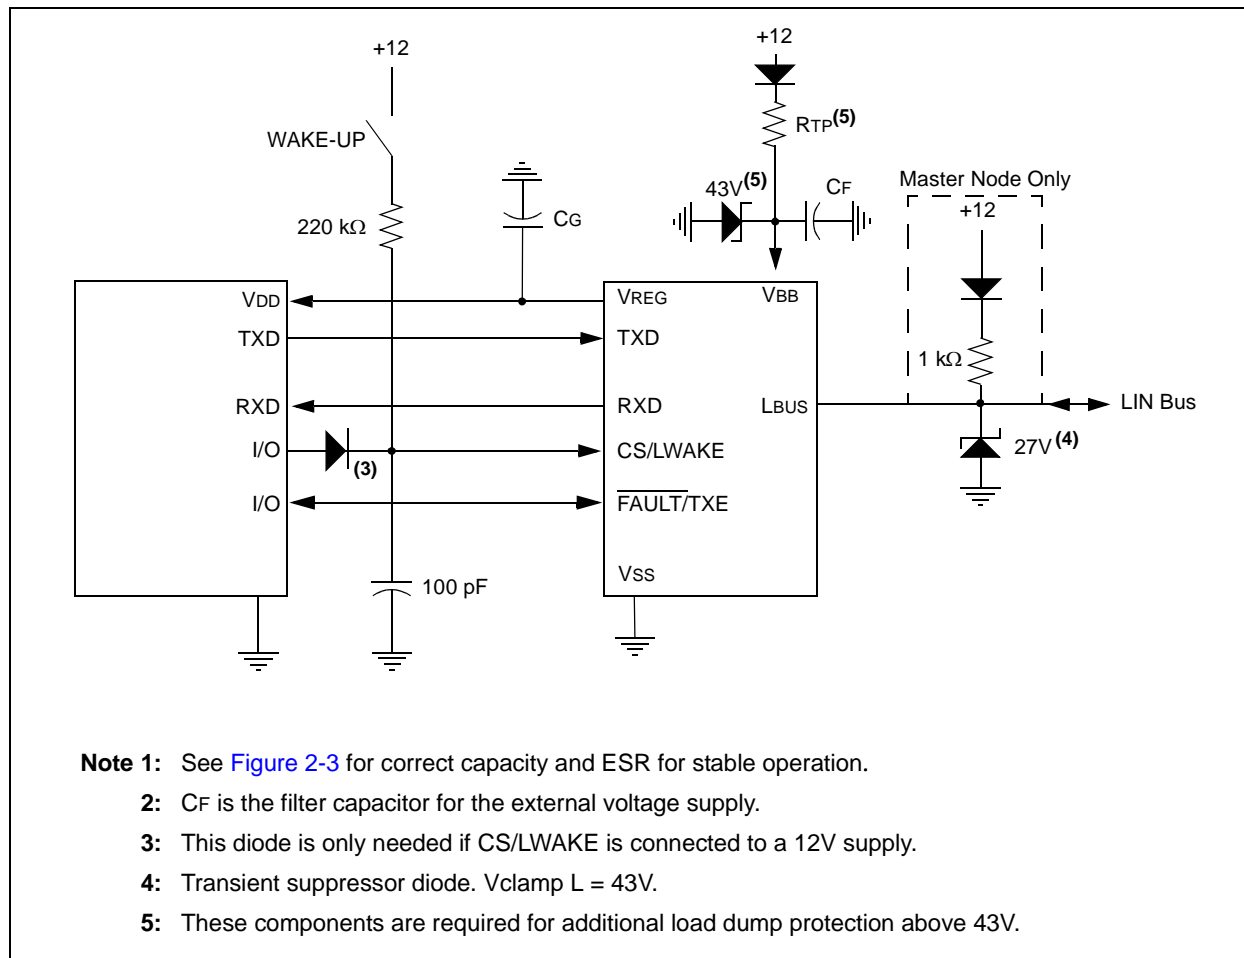 +12
+12
WAKE-UP
RTP(5)
43V(5)
CF
Master Node Only
+12
220 kΩ
CG
VDD
VREG
VBB
TXD
TXD
1 kΩ
RXD
RXD
LBUS
LIN Bus
I/O
(3)
CS/LWAKE
27V(4)
I/O
FAULT/TXE
VSS
100 pF
Note 1: See Figure 2-3 for correct capacity and ESR for stable operation.
2: CF is the filter capacitor for the external voltage supply.
3: This diode is only needed if CS/LWAKE is connected to a 12V supply.
4: Transient suppressor diode. Vclamp L = 43V.
5: These components are required for additional load dump protection above 43V.